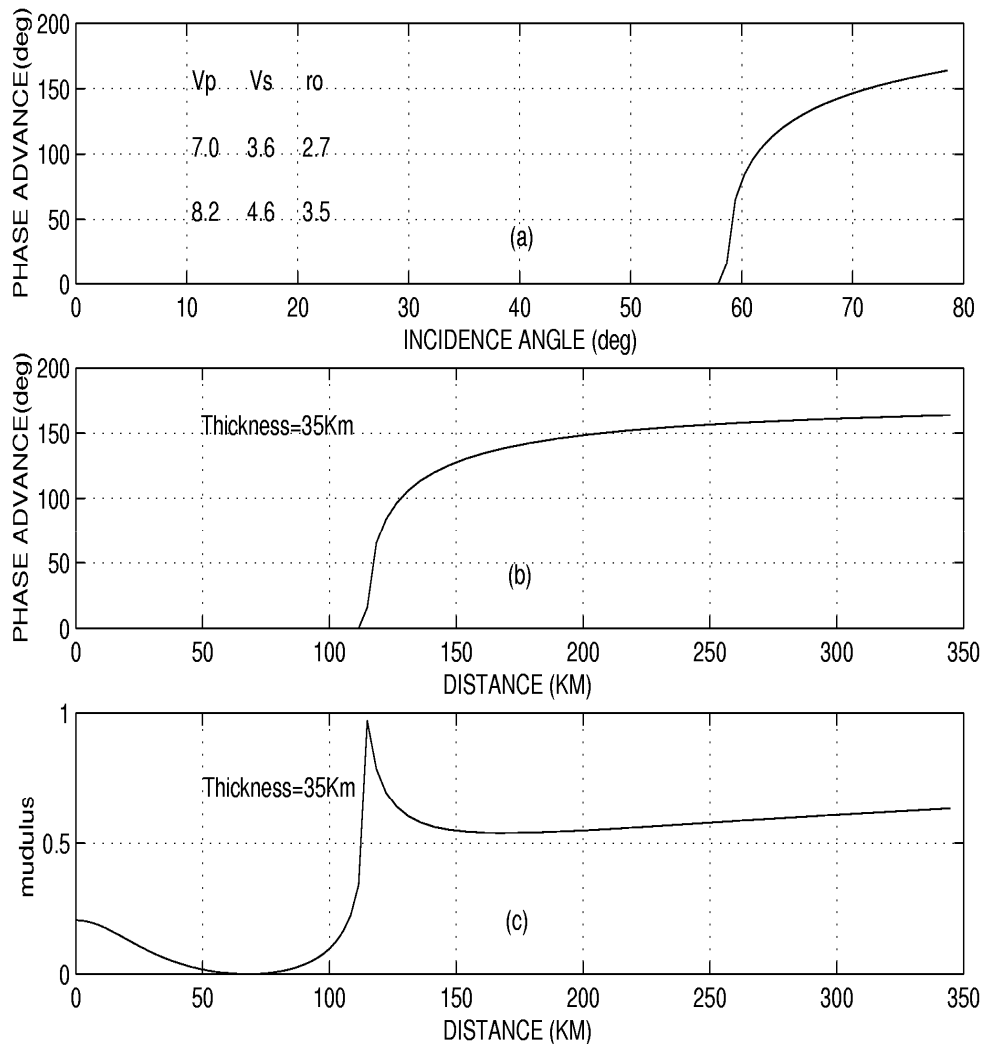 PHASE ADVANCE(deg)
200
150
100
50
0
Vp Vs ro
7.0 3.6 2.7
8.2 4.6 3.5
(a)
0 10 20 30 40 50 60 70 80
INCIDENCE ANGLE (deg)
PHASE ADVANCE(deg)
200
150
100
50
0
Thickness=35Km
(b)
0 50 100 150 200 250 300 350
DISTANCE (KM)
mudulus
1
0.5
0
Thickness=35Km
(c)
0 50 100 150 200 250 300 350
DISTANCE (KM)